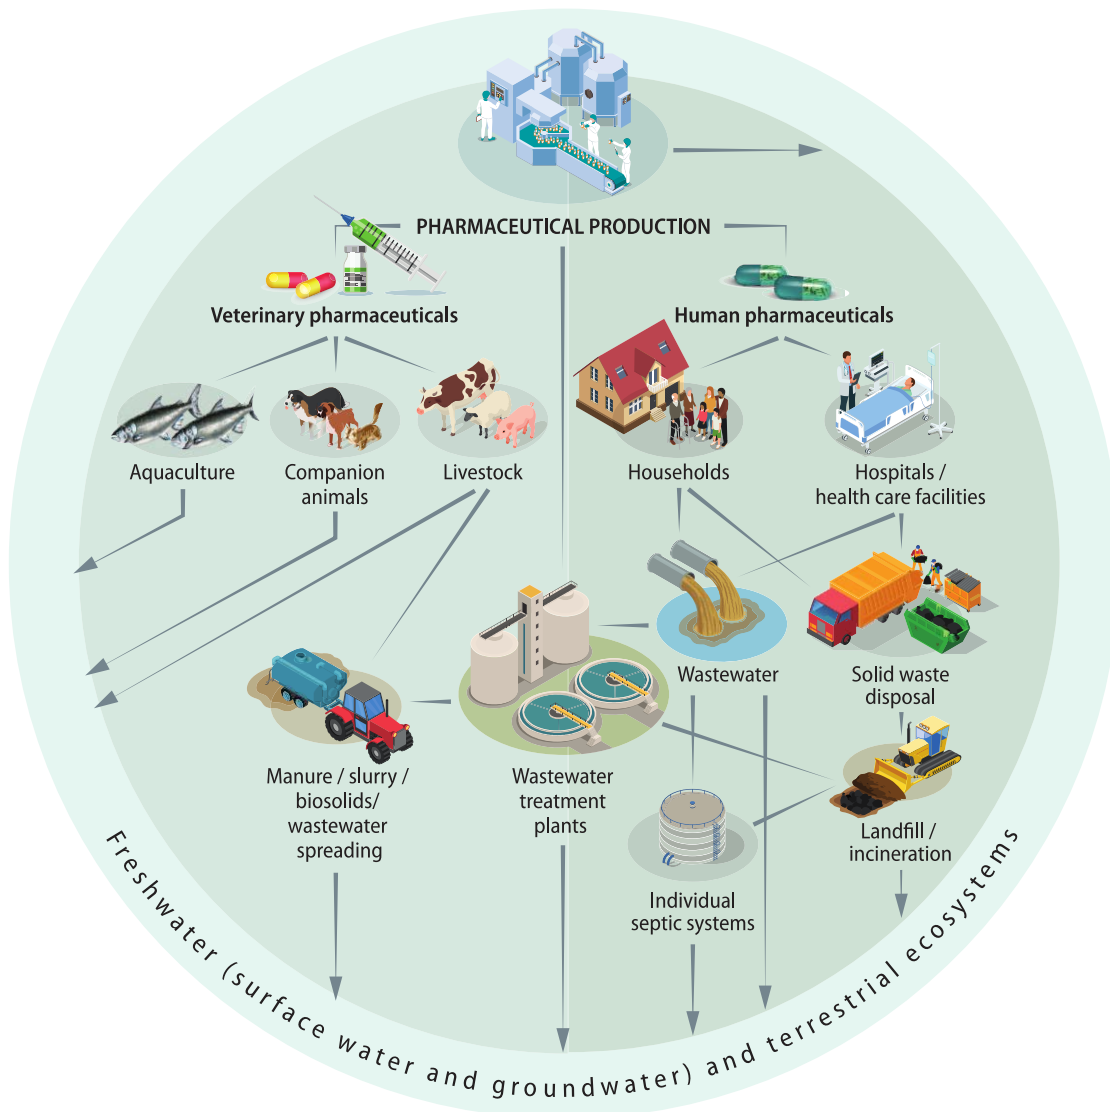 PHARMACEUTICAL PRODUCTION
Veterinary pharmaceuticals
Human pharmaceuticals
Aquaculture
Companion
animals
Livestock
Households
Hospitals /
health care facilities
Wastewater
Solid waste
disposal
Manure / slurry /
biosolids/
wastewater
spreading
Wastewater
treatment
plants
Landfill /
incineration
Individual
septic systems
Freshwater (surface water and groundwater) and terrestrial ecosystems